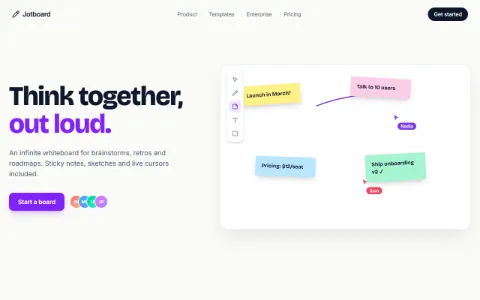 Jotboard
Product
Templates
Enterprise
Pricing
Get started
Think together,
out loud.
An infinite whiteboard for brainstorms, retros and
roadmaps. Sticky notes, sketches and live cursors
included.
Start a board
Launch in March?
Talk to 10 users
Nadia
Pricing: $12/seat
Ship onboarding
v2 ✓
Sam